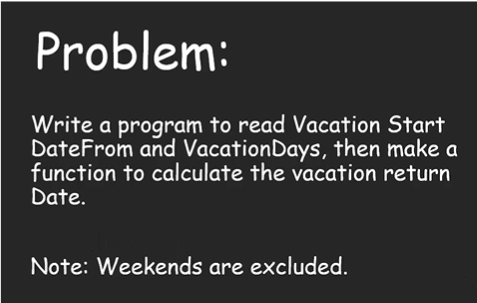 Problem:
Write a program to read Vacation Start
DateFrom and VacationDays, then make a
function to calculate the vacation return
Date.
Note: Weekends are excluded.